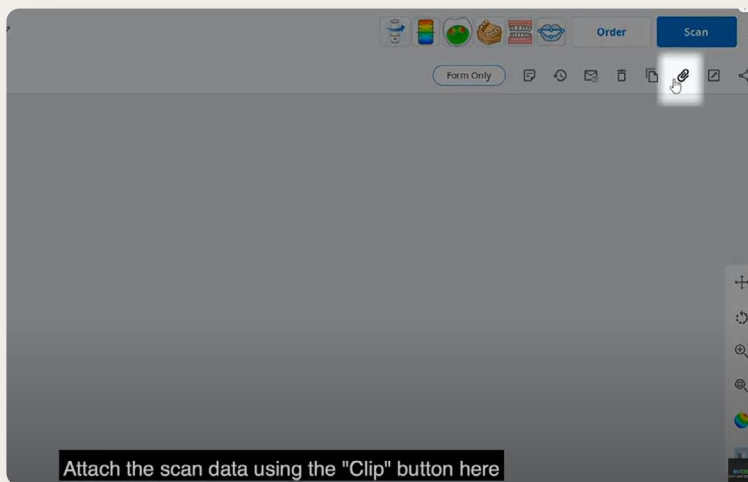 Order
Scan
Form Only
Attach the scan data using the "Clip" button here